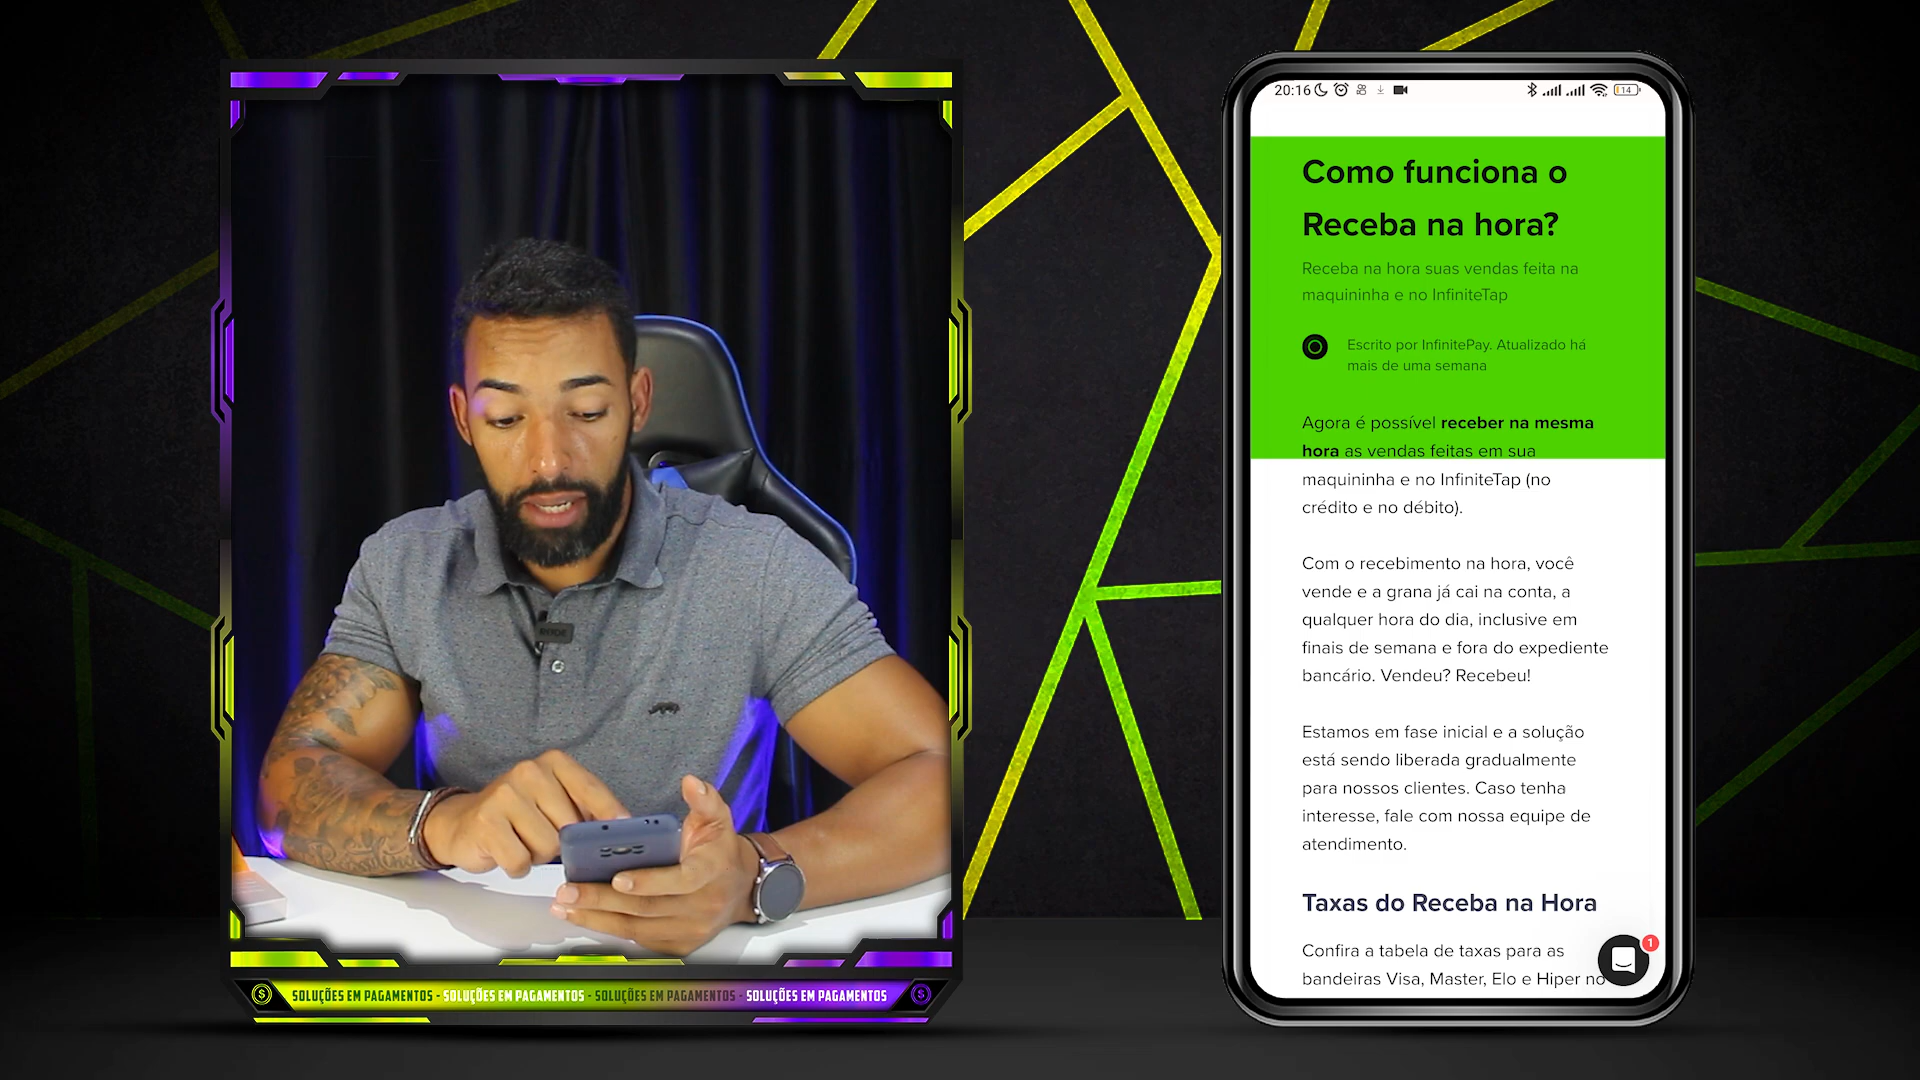 20:16
14
Como funciona o
Receba na hora?
Receba na hora suas vendas feita na
maquininha e no InfiniteTap
Escrito por InfinitePay. Atualizado há
mais de uma semana
Agora é possível receber na mesma
hora as vendas feitas em sua
maquininha e no InfiniteTap (no
crédito e no débito).
Com o recebimento na hora, você
vende e a grana já cai na conta, a
qualquer hora do dia, inclusive em
finais de semana e fora do expediente
bancário. Vendeu? Recebeu!
Estamos em fase inicial e a solução
está sendo liberada gradualmente
para nossos clientes. Caso tenha
interesse, fale com nossa equipe de
atendimento.
Taxas do Receba na Hora
Confira a tabela de taxas para as
bandeiras Visa, Master, Elo e Hiper no
1
SOLUÇÕES EM PAGAMENTOS - SOLUÇÕES EM PAGAMENTOS - SOLUÇÕES EM PAGAMENTOS - SOLUÇÕES EM PAGAMENTOS